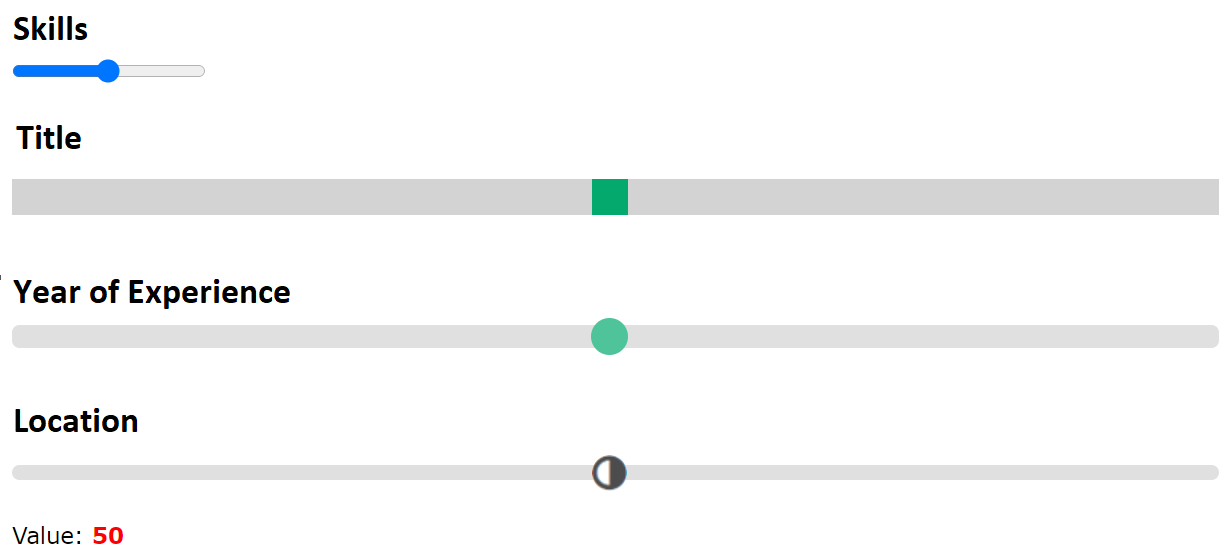 Skills
Title
Year of Experience
Location
Value: 50